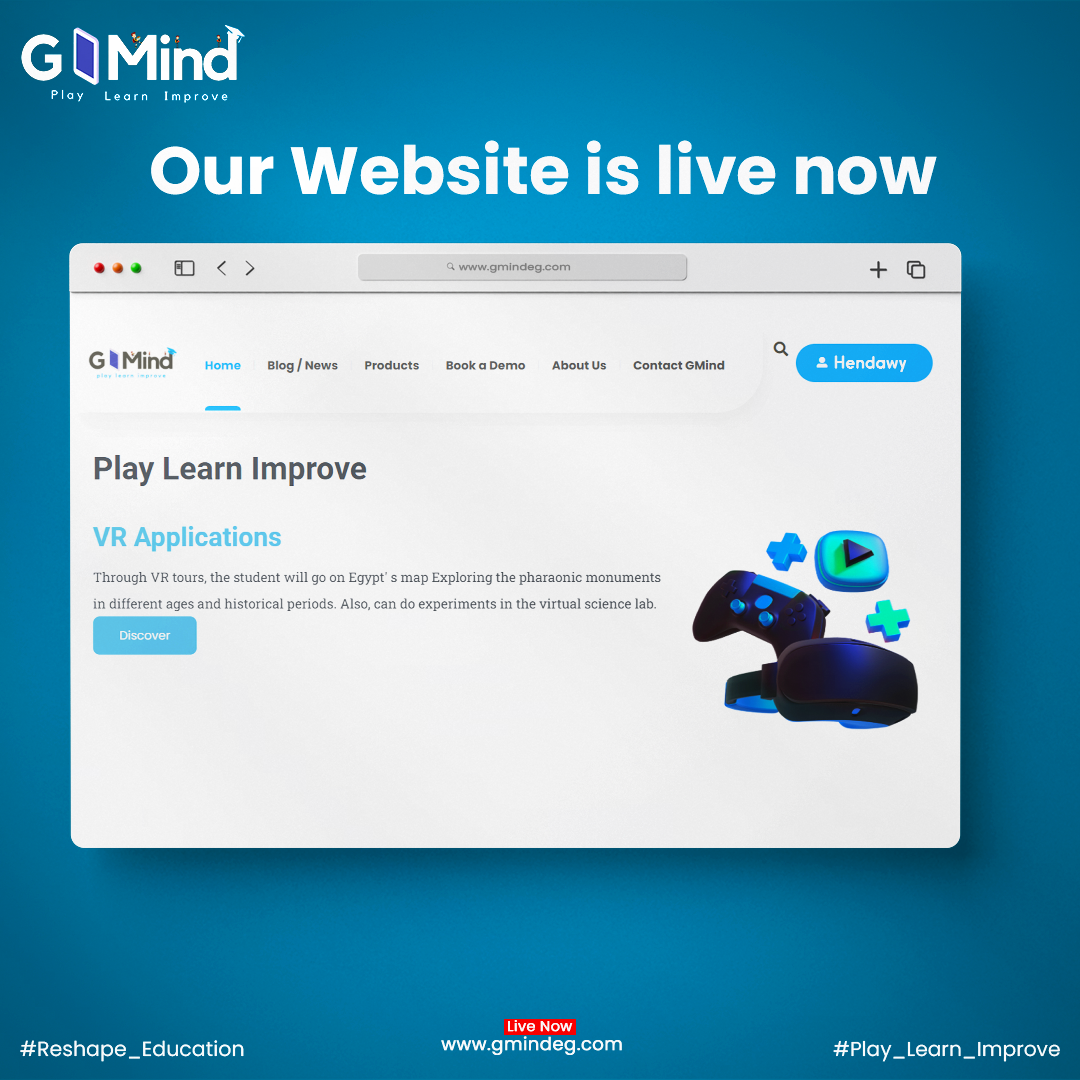 G Mind
Play Learn Improve
Our Website is live now
www.gmindeg.com
G Mind
play learn improve
Home
Blog / News
Products
Book a Demo
About Us
Contact GMind
Hendawy
Play Learn Improve
VR Applications
Through VR tours, the student will go on Egypt' s map Exploring the pharaonic monuments
in different ages and historical periods. Also, can do experiments in the virtual science lab.
Discover
Live Now
#Reshape_Education
www.gmindeg.com
#Play_Learn_Improve